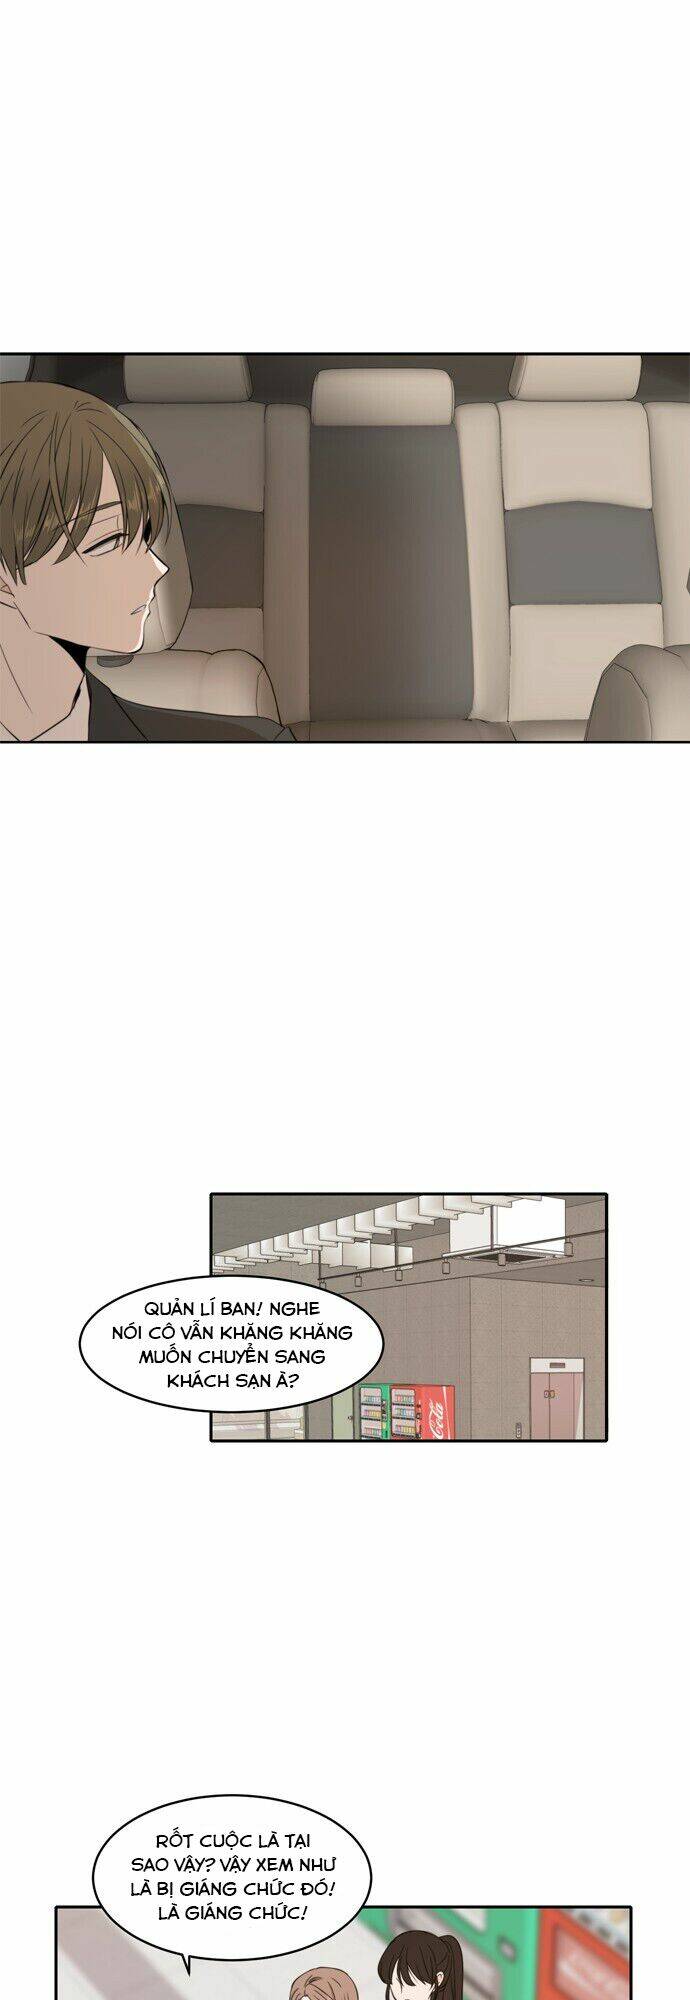 QUẢN LÍ BAN! NGHE
NÓI CÔ VẪN KHĂNG KHĂNG
MUỐN CHUYỂN SANG
KHÁCH SẠN À?
Cola
RỐT CUỘC LÀ TẠI
SAO VẬY? VẬY XEM NHƯ
LÀ BỊ GIÁNG CHỨC ĐÓ!
LÀ GIÁNG CHỨC!